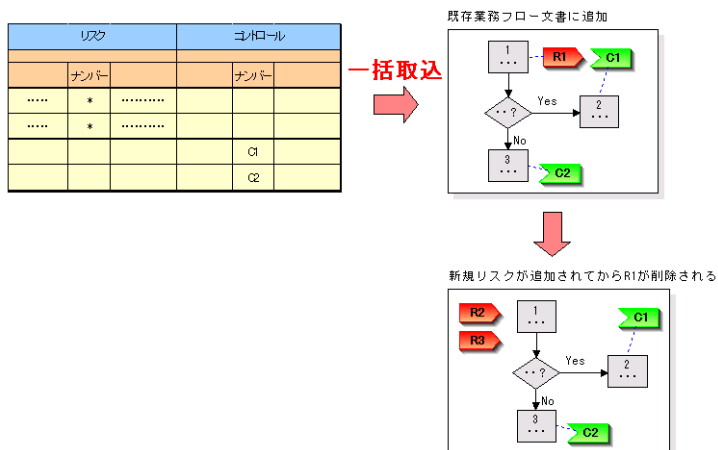 リスク
コントロール
ナンバー
ナンバー
・・・・・
*
・・・・・・・・・・
・・・・・
*
・・・・・・・・・・
C1
C2
一括取込
既存業務フロー文書に追加
1
・・・
R1
C1
・・?
Yes
2
・・・
No
3
・・・
C2
新規リスクが追加されてからR1が削除される
R2
R3
1
・・・
C1
・・?
Yes
2
・・・
No
3
・・・
C2